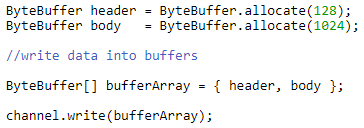 ByteBuffer header = ByteBuffer.allocate(128);
ByteBuffer body   = ByteBuffer.allocate(1024);
//write data into buffers
ByteBuffer[] bufferArray = { header, body };
channel.write(bufferArray);